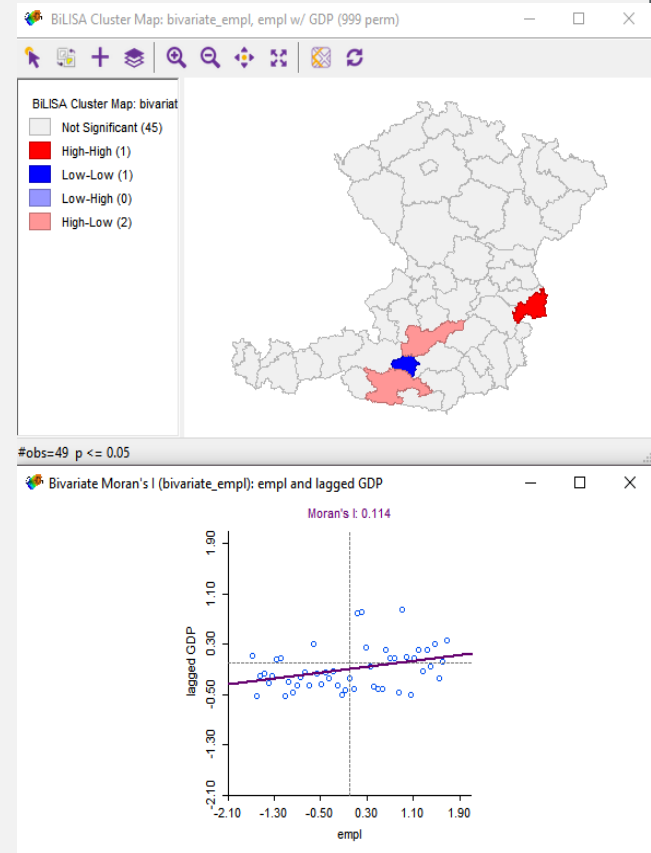 BiLISA Cluster Map: bivariate_empl, empl w/ GDP (999 perm)
BiLISA Cluster Map: bivariat
Not Significant (45)
High-High (1)
Low-Low (1)
Low-High (0)
High-Low (2)
#obs=49 p <= 0.05
Bivariate Moran's I (bivariate_empl): empl and lagged GDP
Moran's I: 0.114
1.90
1.10
0.30
-0.50
-1.30
-2.10
lagged GDP
-2.10 -1.30 -0.50 0.30 1.10 1.90
empl